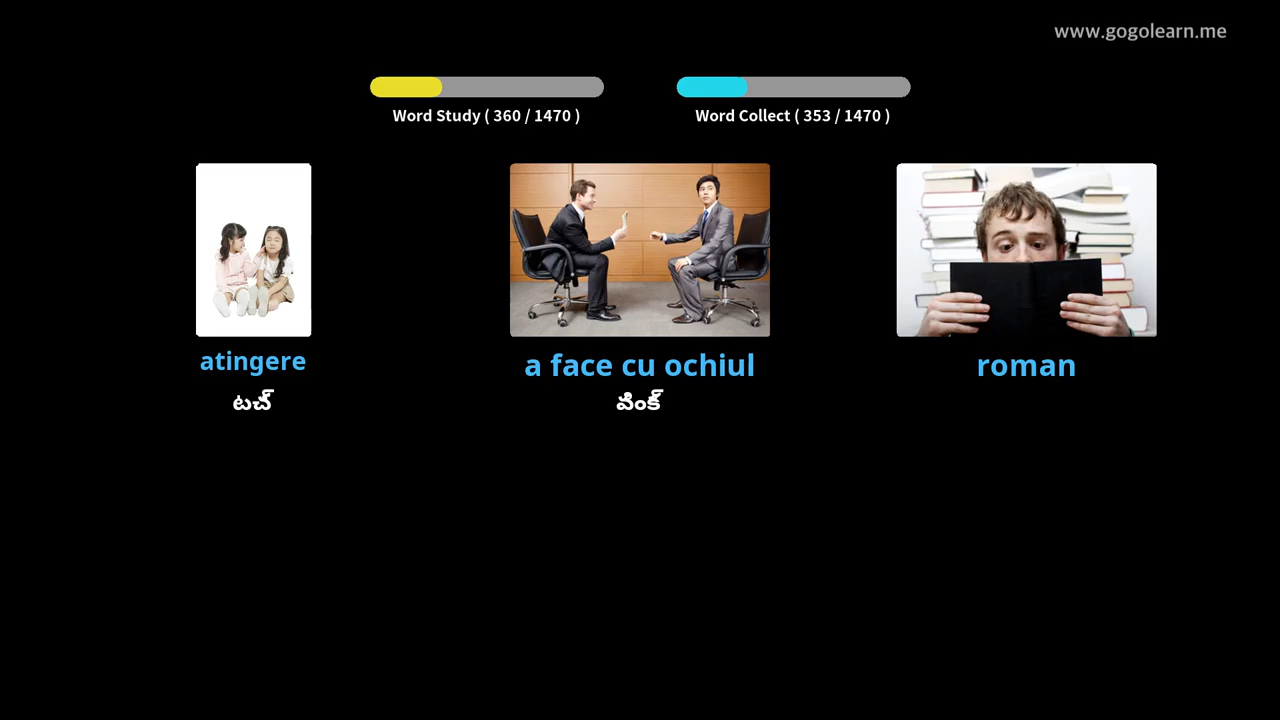 www.gogolearn.me
Word Study ( 360 / 1470 )
Word Collect ( 353 / 1470 )
atingere
టచ్
a face cu ochiul
వింక్
roman